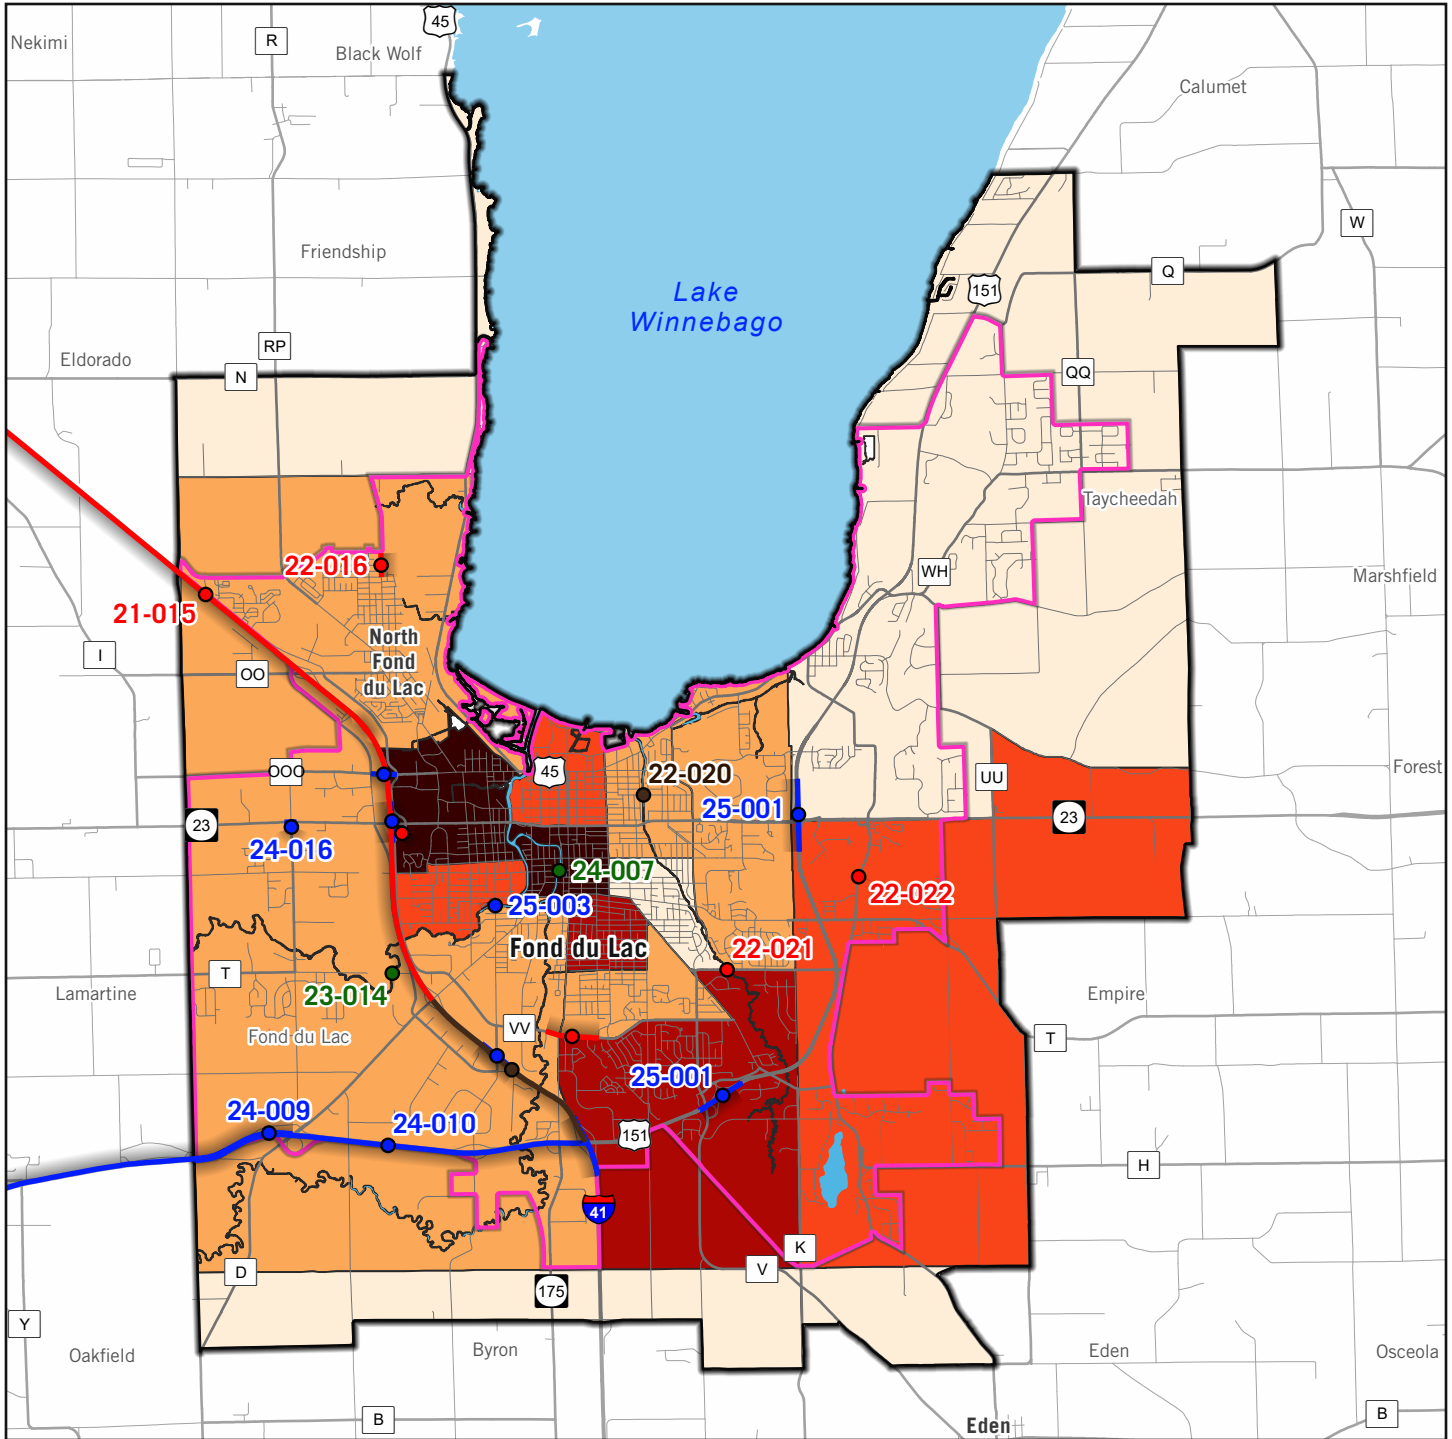 45
Nekimi
R
Black Wolf
Calumet
W
Friendship
Q
151
Lake
Winnebago
RP
Eldorado
N
QQ
Taycheedah
22-016
WH
Marshfield
21-015
North
Fond
du Lac
I
OO
OOO
45
22-020
UU
Forest
23
25-001
23
24-016
24-007
22-022
25-003
Fond du Lac
22-021
T
Lamartine
23-014
Empire
VV
Fond du Lac
T
25-001
24-009
24-010
151
H
41
K
D
V
175
Y
Oakfield
Byron
Eden
Osceola
B
B
Eden